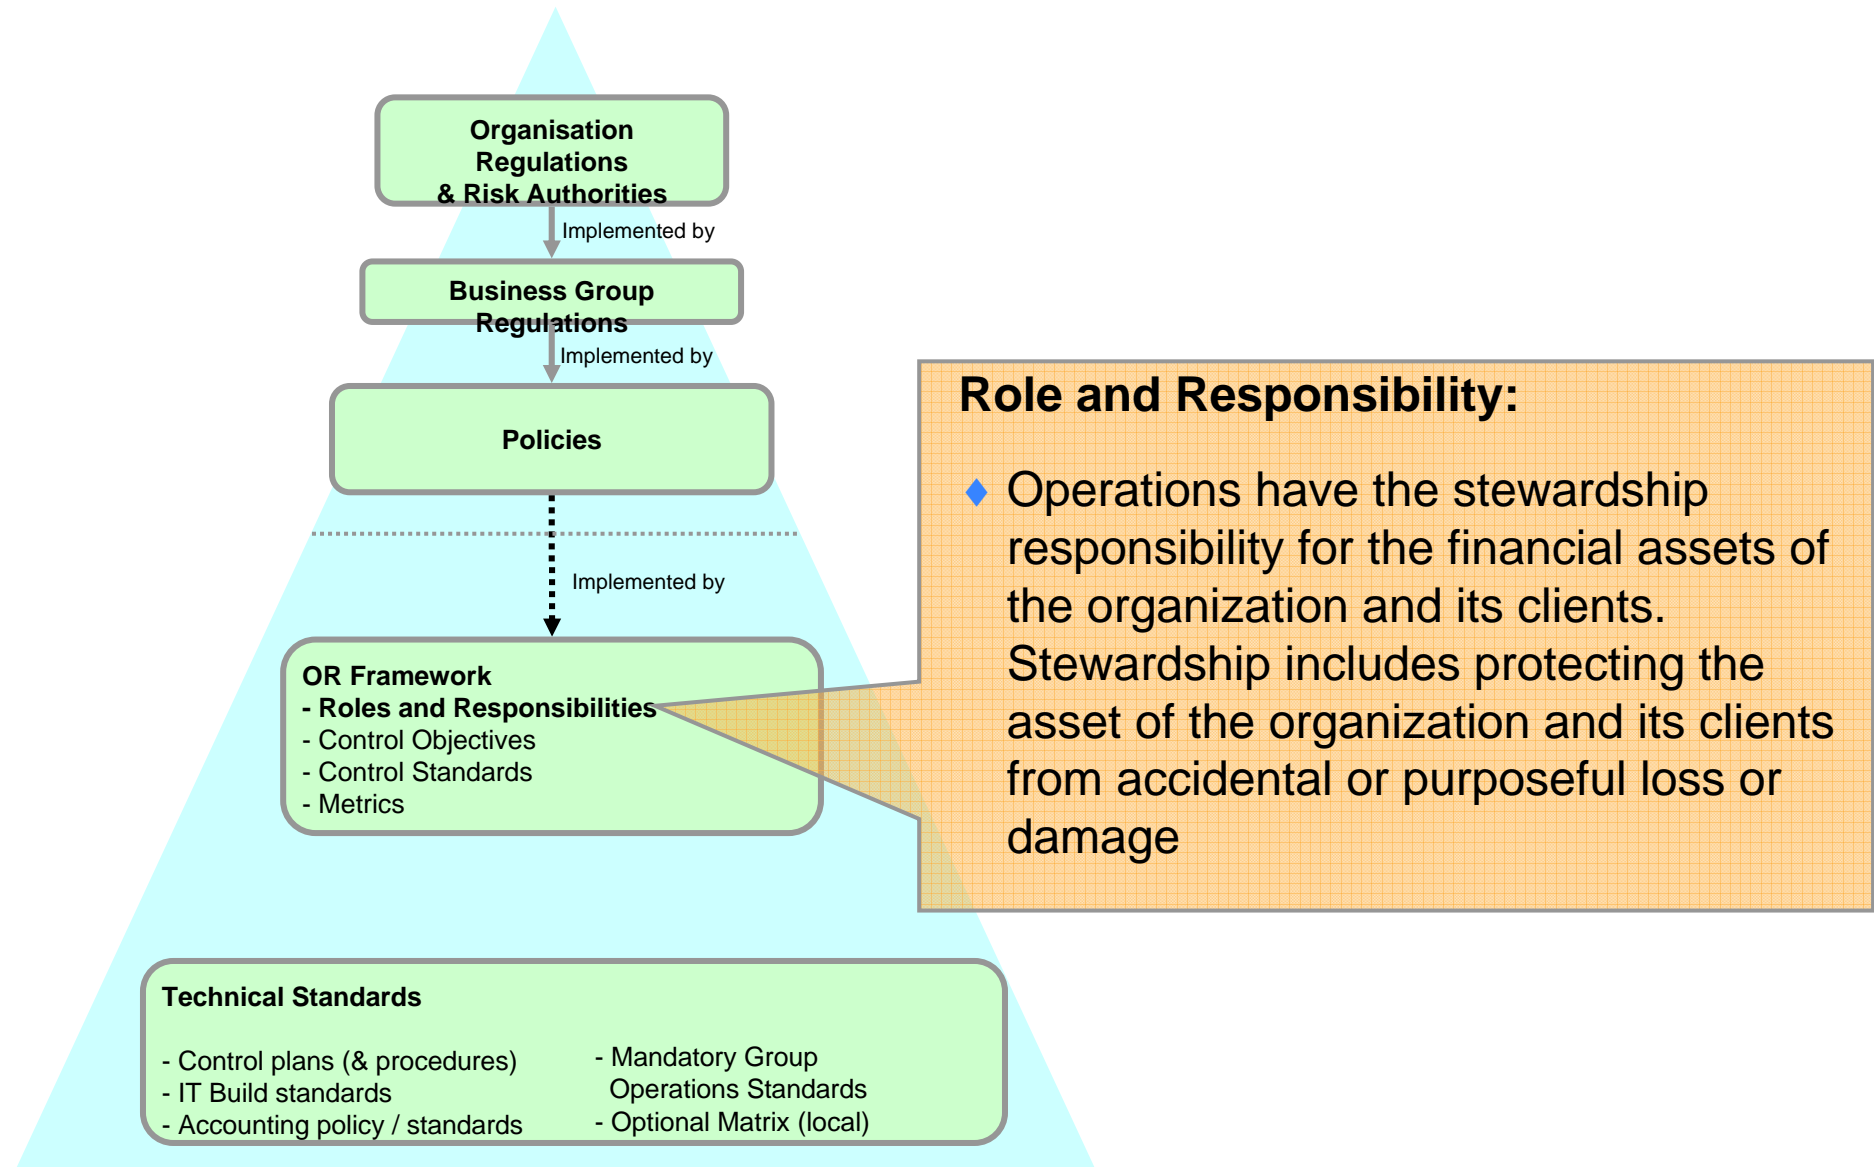 Organisation
Regulations
& Risk Authorities
Implemented by
Business Group
Regulations
Implemented by
Policies
Implemented by
OR Framework
- Roles and Responsibilities
- Control Objectives
- Control Standards
- Metrics
Role and Responsibility:
Operations have the stewardship
responsibility for the financial assets of
the organization and its clients.
Stewardship includes protecting the
asset of the organization and its clients
from accidental or purposeful loss or
damage
Technical Standards
- Control plans (& procedures)
- IT Build standards
- Accounting policy / standards
- Mandatory Group
Operations Standards
- Optional Matrix (local)